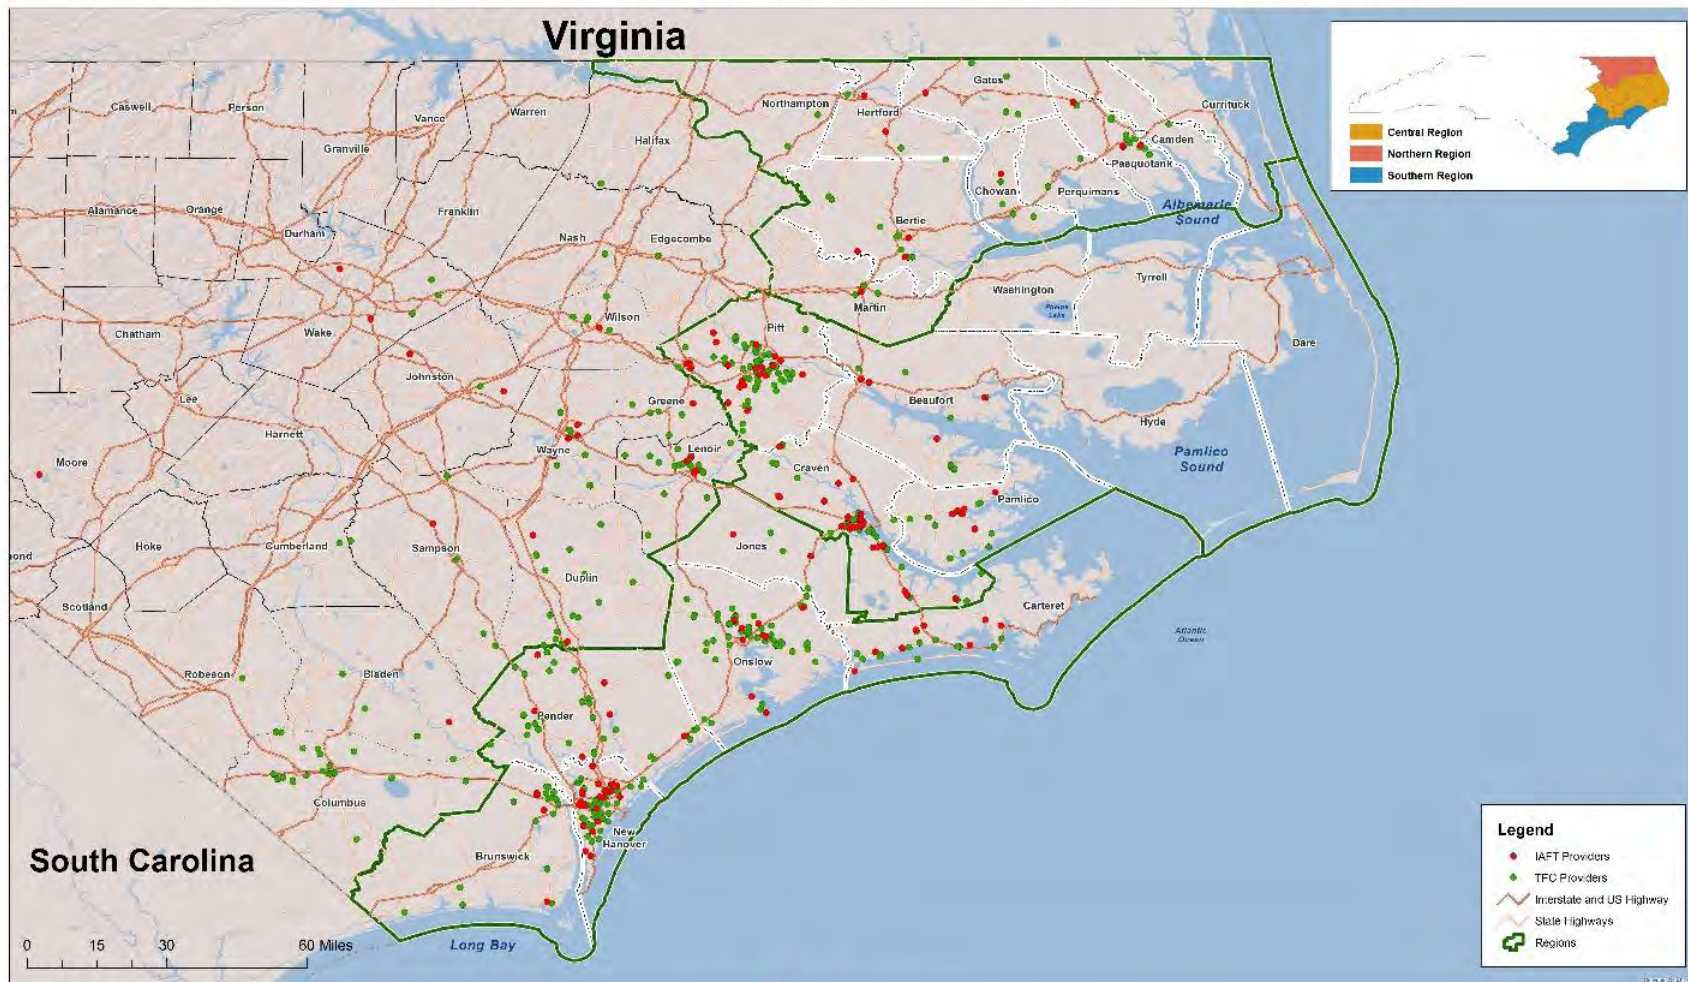 Virginia
Gates
Caswell
Person
Northampton
Currituck
Vance
Warren
Hertford
Halifax
Camden
Granville
Pasquotank
Chowan
Perquimans
Alamance
Orange
Franklin
Albemarle
Sound
Bertie
Durham
Nash
Edgecombe
Tyrrell
Washington
Martin
Phelps
Lake
Wilson
Pitt
Chatham
Wake
Dare
Johnston
Lee
Greene
Beaufort
Hyde
Harnett
Wayne
Lenoir
Pamlico
Sound
Moore
Craven
Pamlico
Hoke
Cumberland
Sampson
Jones
ond
Duplin
Scotland
Carteret
Atlantic
Ocean
Onslow
Robeson
Bladen
Pender
Columbus
New
Hanover
Brunswick
South Carolina
Long Bay
0 15 30 60 Miles
Central Region
Northern Region
Southern Region
Legend
IAFT Providers
TFC Providers
Interstate and US Highway
State Highways
Regions